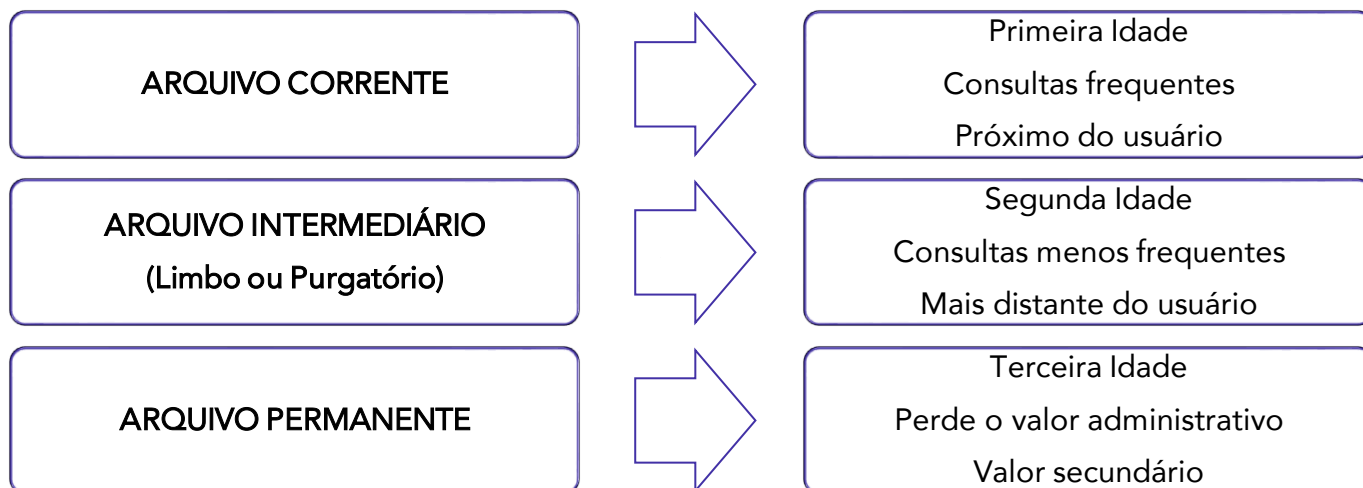 ARQUIVO CORRENTE
Primeira Idade
Consultas frequentes
Próximo do usuário
ARQUIVO INTERMEDIÁRIO
(Limbo ou Purgatório)
Segunda Idade
Consultas menos frequentes
Mais distante do usuário
ARQUIVO PERMANENTE
Terceira Idade
Perde o valor administrativo
Valor secundário